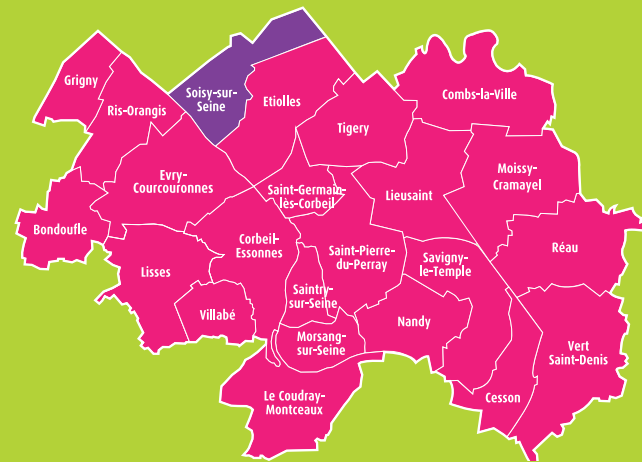 Grigny
Ris-Orangis
Soisy-sur-
Seine
Etiolles
Tigery
Combs-la-Ville
Evry-
Courcouronnes
Saint-Germain-
lès-Corbeil
Lieusaint
Moissy-
Cramayel
Bondoufle
Lisses
Corbeil-
Essonnes
Saint-Pierre-
du-Perray
Savigny-
le-Temple
Réau
Villabé
Saintry-
sur-Seine
Morsang-
sur-Seine
Nandy
Vert
Saint-Denis
Le Coudray-
Montceaux
Cesson